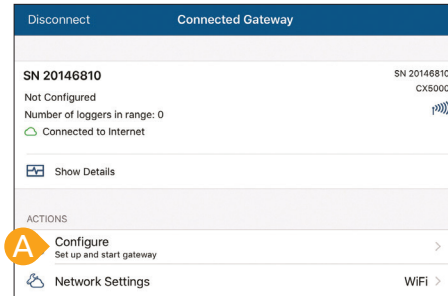 Disconnect Connected Gateway
SN 20146810 SN 20146810
CX5000
Not Configured
Number of loggers in range: 0
Connected to Internet
Show Details
ACTIONS
A Configure
Set up and start gateway
Network Settings WiFi